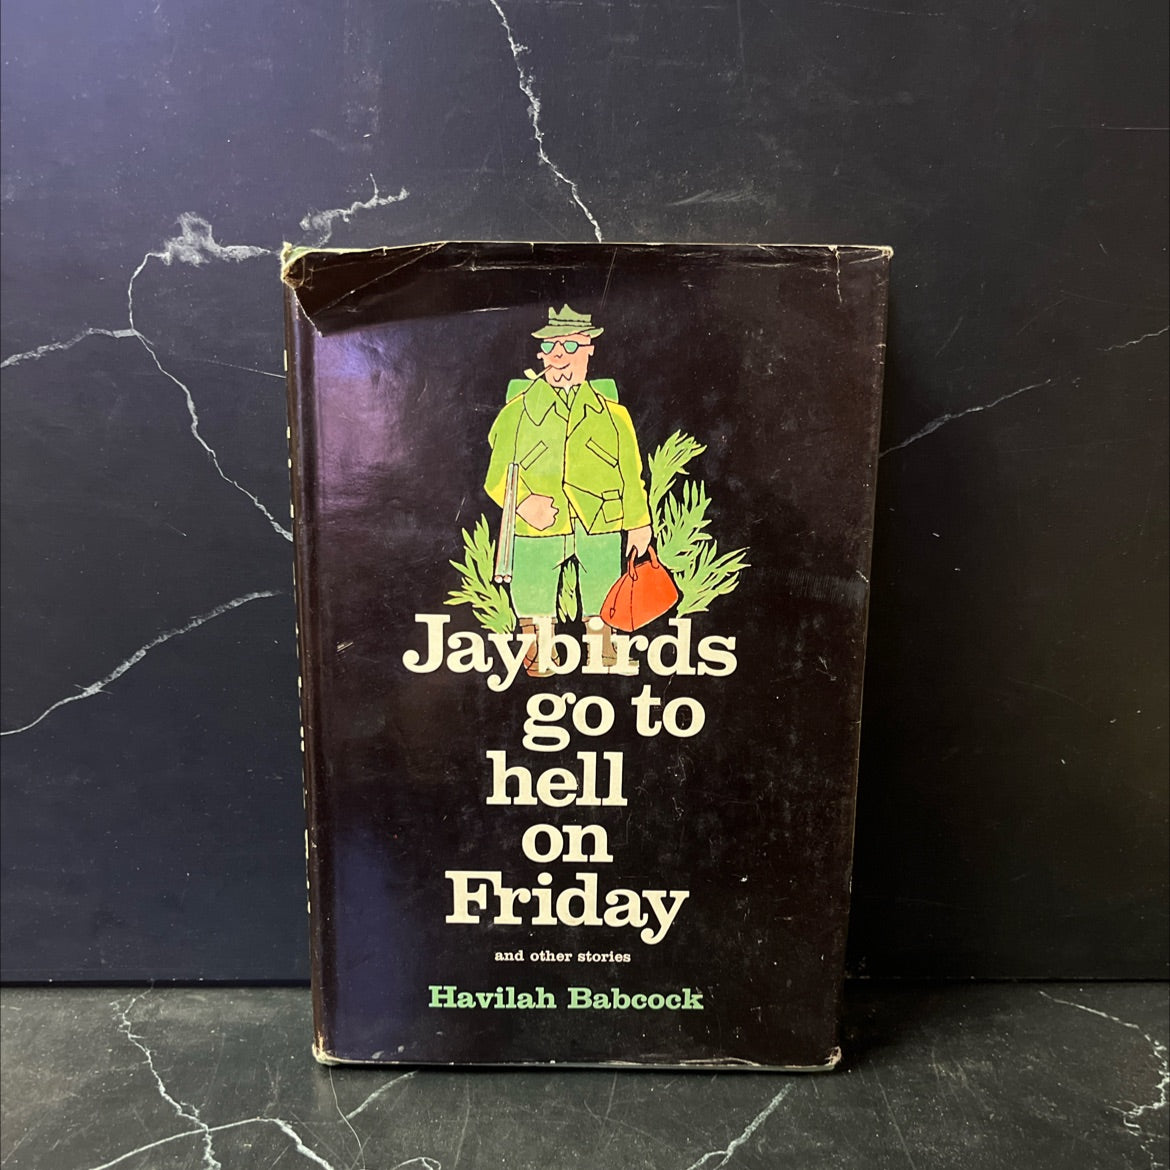 Jaybirds
go to
hell
on
Friday
and other stories
Havilah Babcock